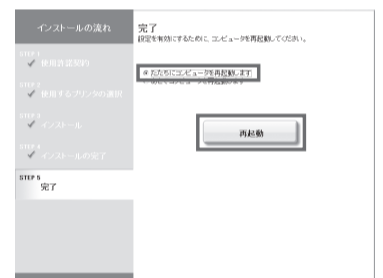 インストールの流れ
STEP 1
使用許諾契約
STEP 2
使用するプリンタの選択
STEP 3
インストール
STEP 4
インストールの完了
STEP 5
完了
完了
設定を有効にするために、コンピュータを再起動してください。
ただちにコンピュータを再起動します
再起動